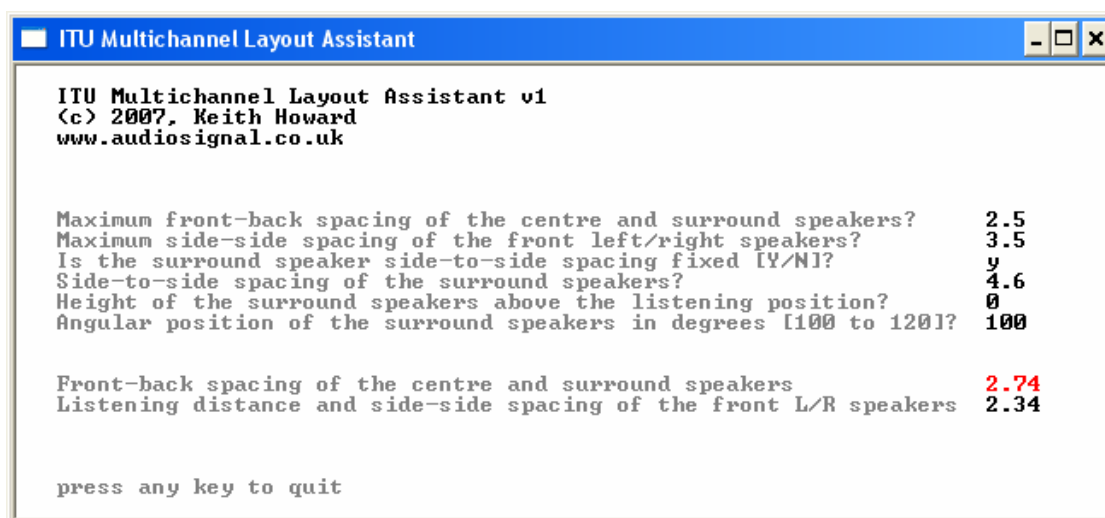 ITU Multichannel Layout Assistant
ITU Multichannel Layout Assistant v1
(c) 2007, Keith Howard
www.audiosignal.co.uk
Maximum front-back spacing of the centre and surround speakers? 2.5
Maximum side-side spacing of the front left/right speakers? 3.5
Is the surround speaker side-to-side spacing fixed [Y/N]? y
Side-to-side spacing of the surround speakers? 4.6
Height of the surround speakers above the listening position? 0
Angular position of the surround speakers in degrees [100 to 120]? 100
Front-back spacing of the centre and surround speakers 2.74
Listening distance and side-side spacing of the front L/R speakers 2.34
press any key to quit